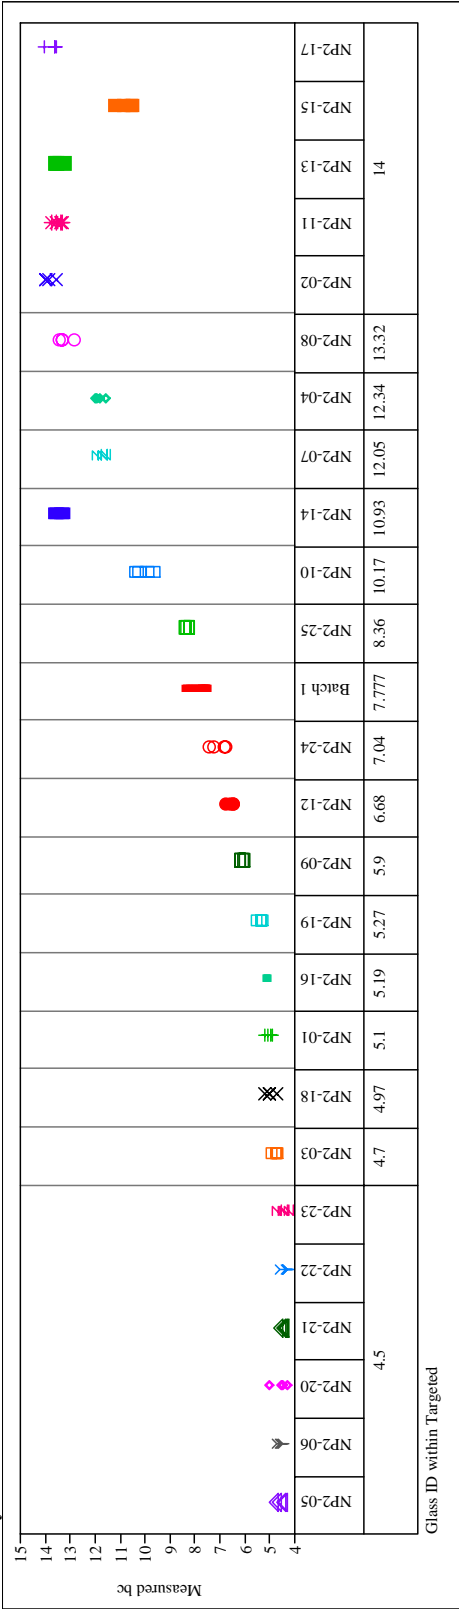 Measured bc
15
14
13
12
11
10
9
8
7
6
5
4
NP2-05
NP2-06
NP2-20
NP2-21
NP2-22
NP2-23
NP2-03
NP2-18
NP2-01
NP2-16
NP2-19
NP2-09
NP2-12
NP2-24
Batch 1
NP2-25
NP2-10
NP2-14
NP2-07
NP2-04
NP2-08
NP2-02
NP2-11
NP2-13
NP2-15
NP2-17
4.5
4.7
4.97
5.1
5.19
5.27
5.9
6.68
7.04
7.777
8.36
10.17
10.93
12.05
12.34
13.32
14
Glass ID within Targeted